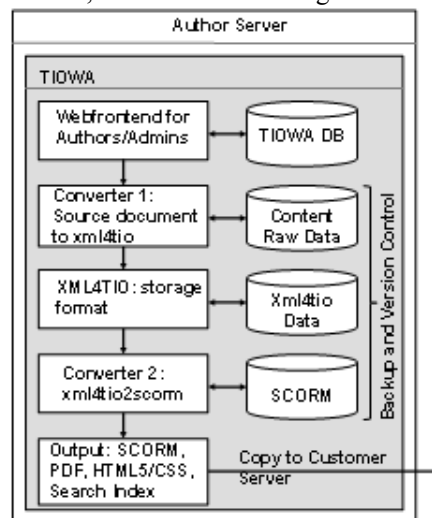 Author Server
TIOWA
Webfrontend for
Authors/Admins
TIOWA DB
Converter 1:
Source document
to xml4tio
Content
Raw Data
XML4TIO: storage
format
Xml4tio
Data
Converter 2:
xml4tio2scorm
SCORM
Backup and Version Control
Output: SCORM,
PDF, HTML5/CSS,
Search Index
Copy to Customer
Server